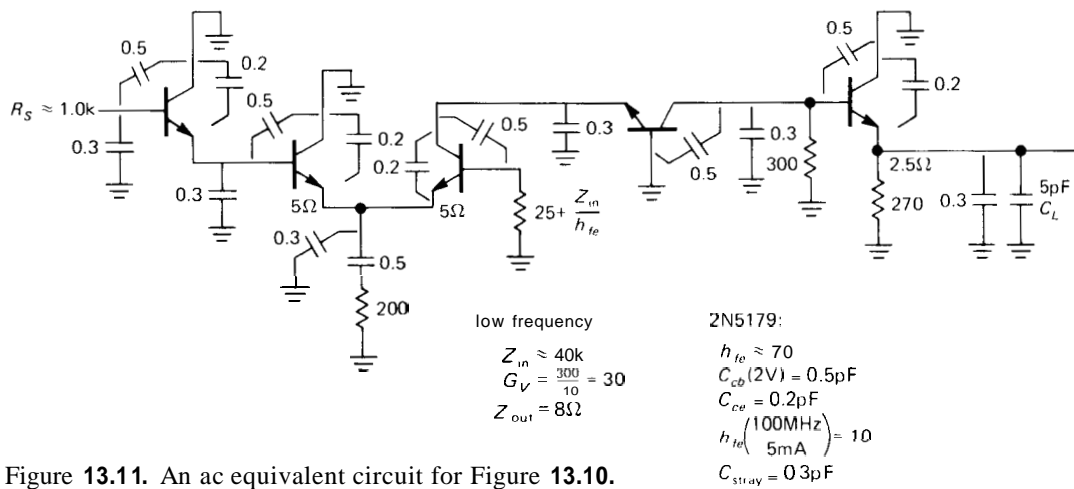 0.5
0.2
R_S ≈ 1.0k
0.3
0.5
0.2
0.3
5Ω
0.2
0.5
5Ω
25+ Z_in/h_fe
0.3
0.5
200
0.3
0.5
0.3
300
0.5
0.2
2.5Ω
270
0.3
5pF
C_L
low frequency
Z_in ≈ 40k
G_V = 300/10 = 30
Z_out = 8Ω
2N5179:
h_fe ≈ 70
C_cb(2V) = 0.5pF
C_ce = 0.2pF
h_fe(100MHz 5mA) = 10
C_stray = 0 3pF
Figure 13.11. An ac equivalent circuit for Figure 13.10.